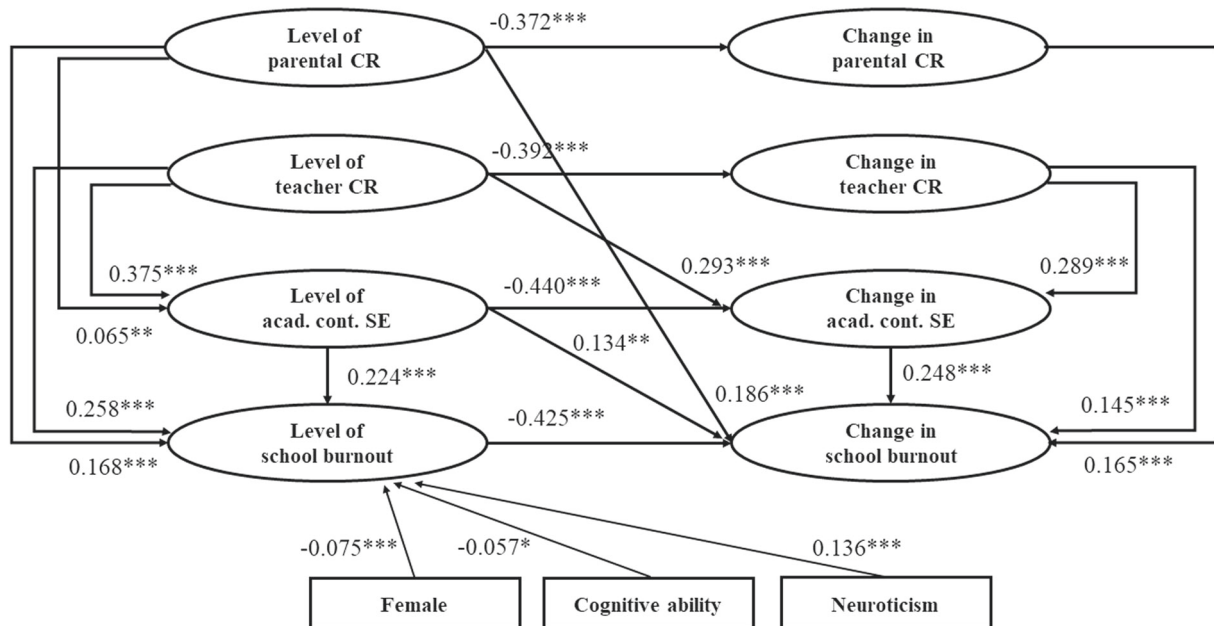 Level of
parental CR
-0.372***
Change in
parental CR
Level of
teacher CR
-0.392***
Change in
teacher CR
0.375***
0.065**
Level of
acad. cont. SE
-0.440***
0.293***
Change in
acad. cont. SE
0.289***
0.134**
0.224***
0.186***
0.248***
0.258***
0.168***
Level of
school burnout
-0.425***
Change in
school burnout
0.145***
0.165***
-0.075***
-0.057*
0.136***
Female
Cognitive ability
Neuroticism